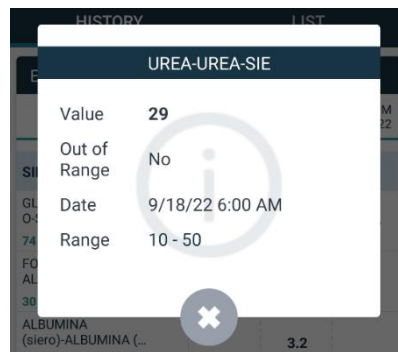 HISTORY
LIST
UREA-UREA-SIE
Value 29
Out of
Range No
Date 9/18/22 6:00 AM
Range 10 - 50
GL
74
FO
AL
30
ALBUMINA
(siero)-ALBUMINA (...
3.2